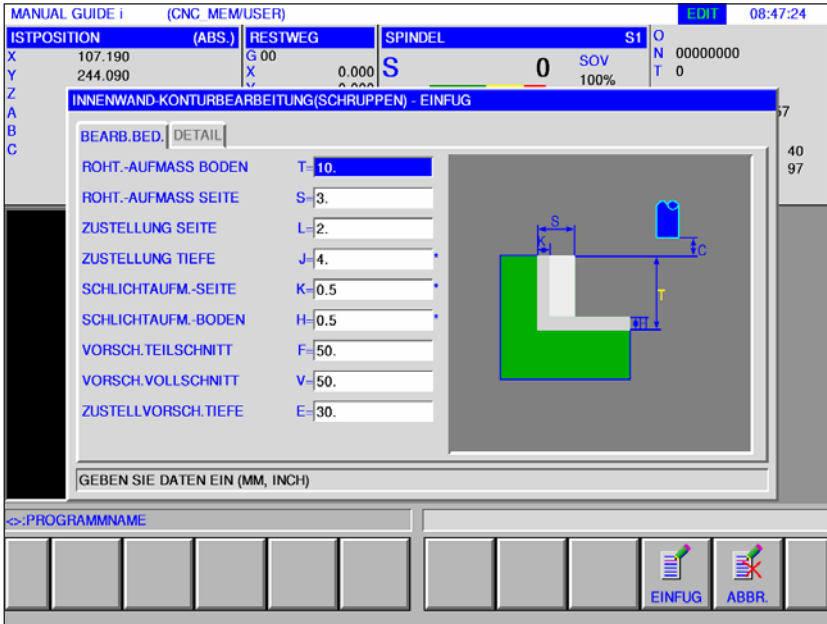 MANUAL GUIDE i (CNC_MEM/USER) EDIT 08:47:24
ISTPOSITION (ABS.) RESTWEG SPINDEL S1 O
X 107.190 G 00 N 00000000
Y 244.090 X 0.000 S 0 SOV 100% T 0
Z
INNENWAND-KONTURBEARBEITUNG(SCHRUPPEN) - EINFUG
A
B
C
40
97
BEARB.BED. DETAIL
ROHT.-AUFMASS BODEN T= 10.
ROHT.-AUFMASS SEITE S= 3.
ZUSTELLUNG SEITE L= 2.
ZUSTELLUNG TIEFE J= 4. *
SCHLICHTAUFM.-SEITE K= 0.5 *
SCHLICHTAUFM.-BODEN H= 0.5 *
VORSCH.TEILSCHNITT F= 50.
VORSCH.VOLLSCHNITT V= 50.
ZUSTELLVORSCH.TIEFE E= 30.
S
K
C
T
H
GEBEN SIE DATEN EIN (MM, INCH)
<>:PROGRAMMNAME
EINFUG ABBR.